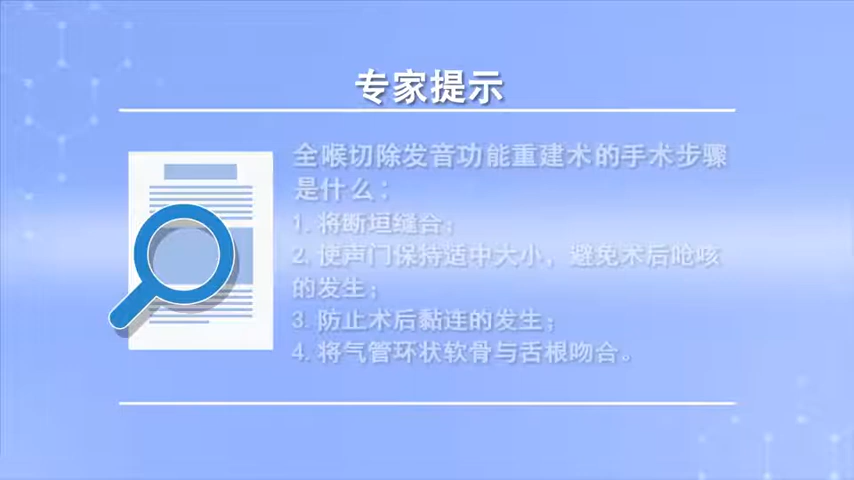 专家提示
全喉切除发音功能重建术的手术步骤
是什么：
1. 将断垣缝合；
2. 使声门保持适中大小，避免术后呛咳
的发生；
3. 防止术后黏连的发生；
4. 将气管环状软骨与舌根吻合。